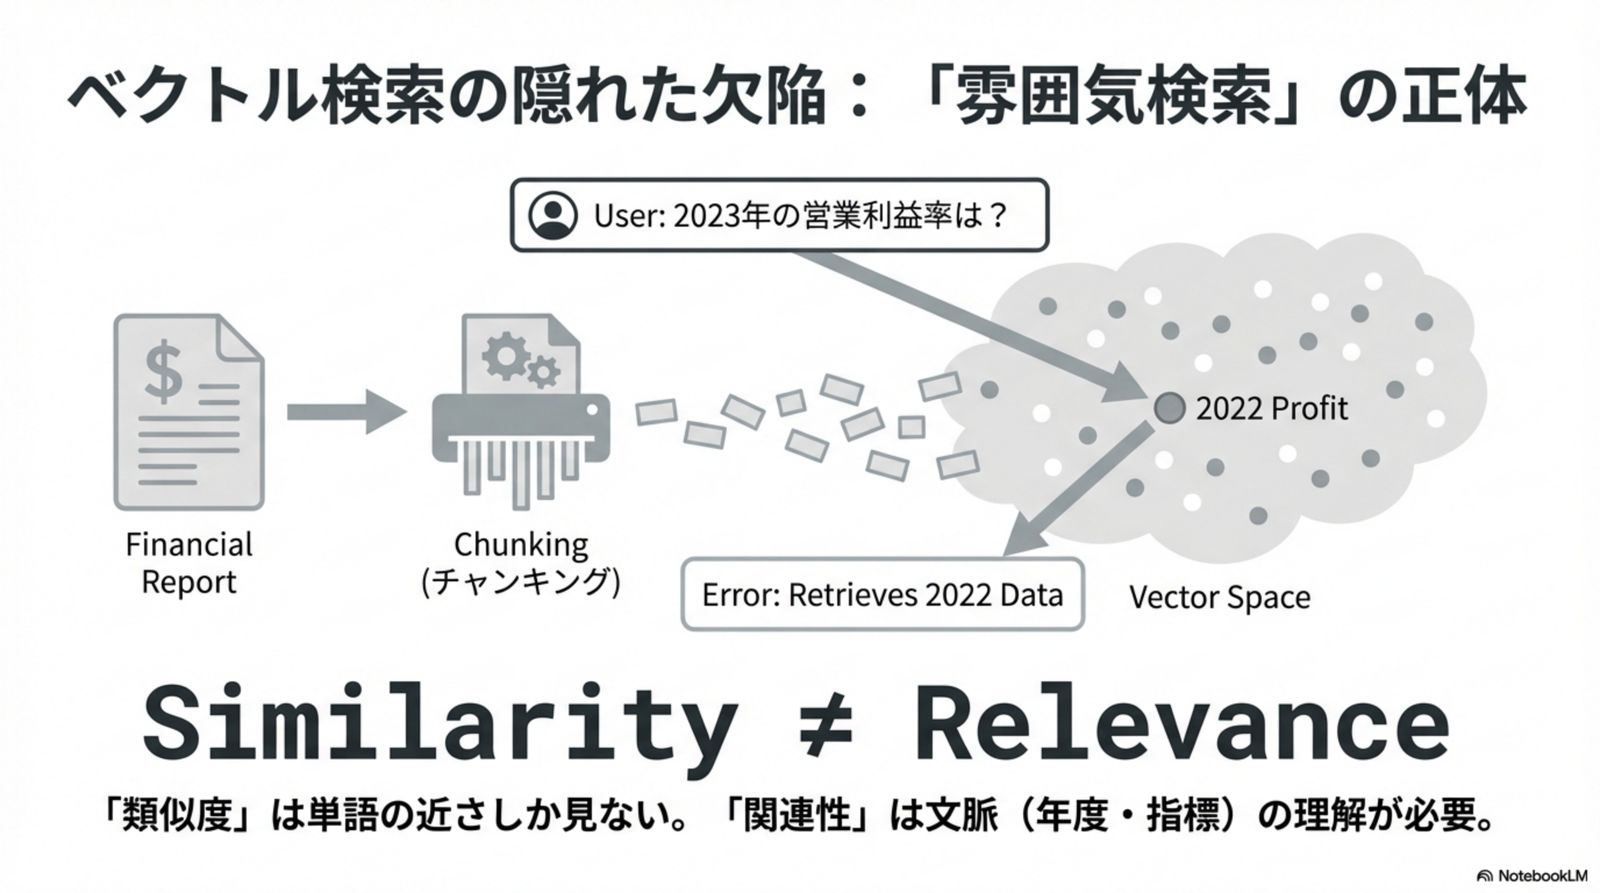 ベクトル検索の隠れた欠陥：「雰囲気検索」の正体
User: 2023年の営業利益率は？
$
2022 Profit
Financial
Report
Chunking
(チャンキング)
Error: Retrieves 2022 Data
Vector Space
Similarity ≠ Relevance
「類似度」は単語の近さしか見ない。「関連性」は文脈（年度・指標）の理解が必要。
NotebookLM